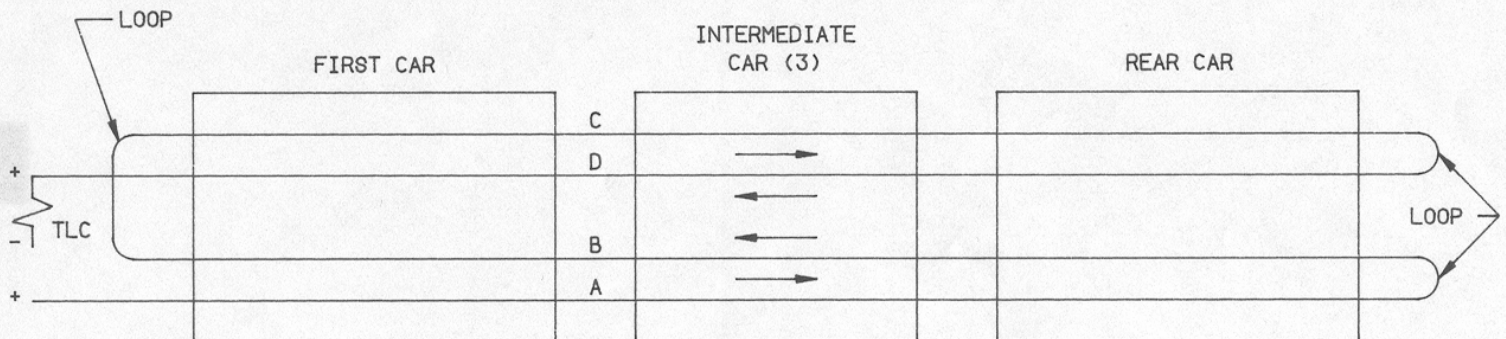 LOOP
FIRST CAR
INTERMEDIATE
CAR (3)
REAR CAR
C
D
+
TLC
-
B
LOOP
A
+